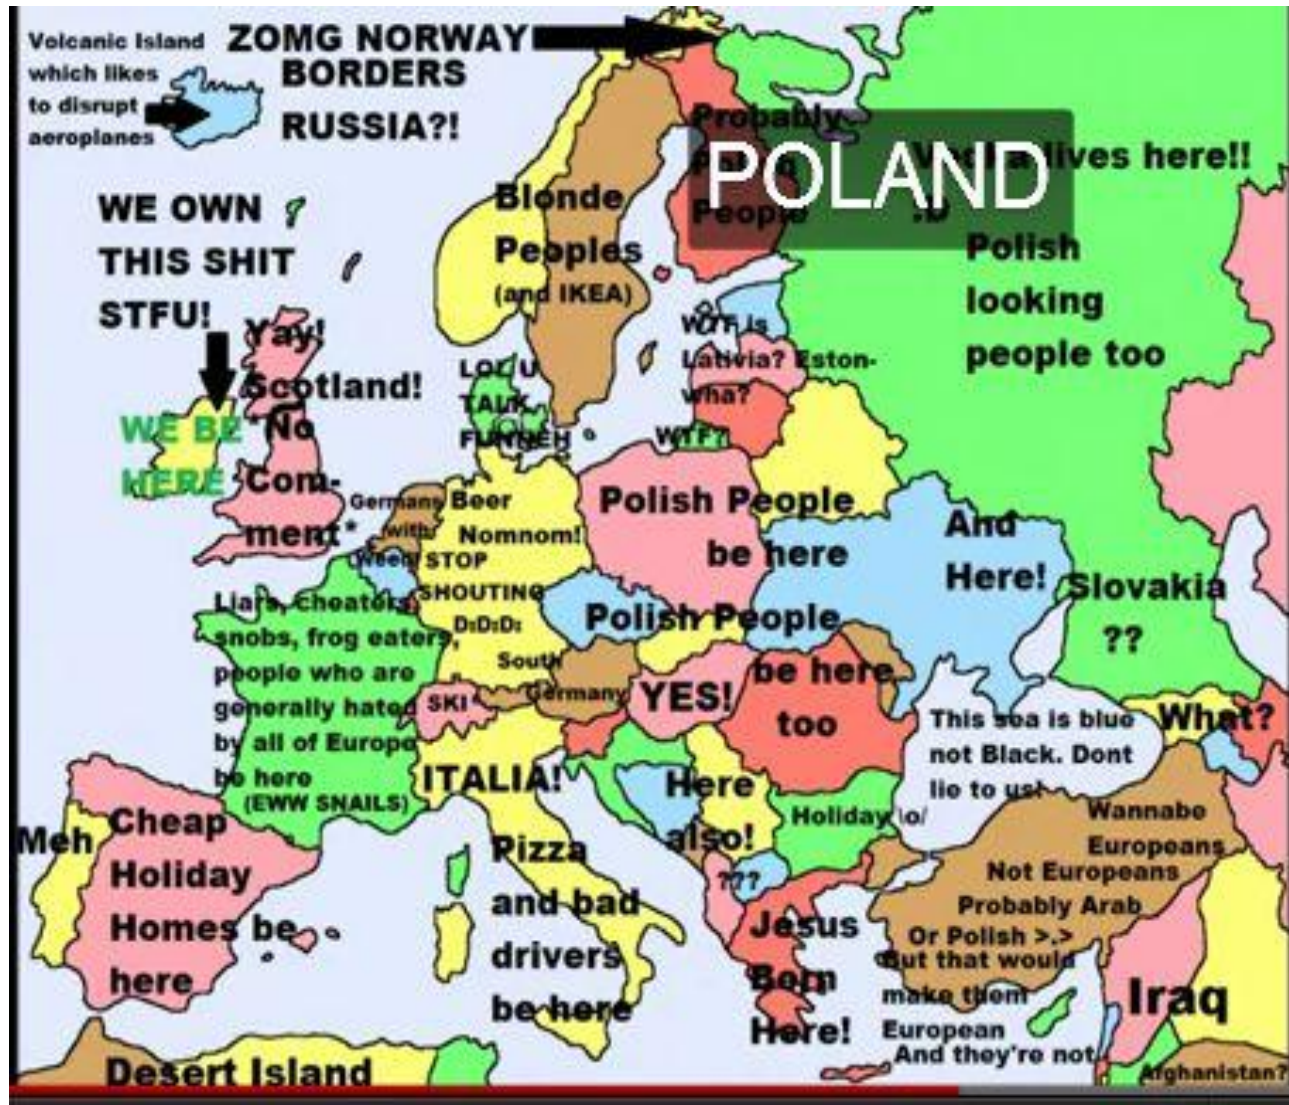 Volcanic Island
which likes
to disrupt
aeroplanes
ZOMG NORWAY
BORDERS
RUSSIA?!
Probably
People
POLAND
lives here!!
:D
Polish
looking
people too
WE OWN
THIS SHIT
STFU!
Blonde
Peoples
(and IKEA)
Yay!
Scotland!
WE BE
HERE
*No
Com-
ment*
LOL U
TALK
FUNNEH
WTF is
Lativia? Eston-
wha?
WTF?
Germans
with
Weed
Beer
Nomnom!
STOP
SHOUTING
D:D:D:
Polish People
be here
And
Here!
Slovakia
??
Liars, Cheaters,
snobs, frog eaters,
people who are
generally hated
by all of Europe
be here
(EWW SNAILS)
Polish People
be here
too
South
Germany
SKI
YES!
This sea is blue
not Black. Dont
lie to us!
What?
ITALIA!
Here
also!
Holiday \o/
Wannabe
Europeans
Not Europeans
Probably Arab
Or Polish >.>
But that would
make them
European
And they're not
Meh
Cheap
Holiday
Homes be
here
Pizza
and bad
drivers
be here
???
Jesus
Born
Here!
Iraq
Desert Island
Afghanistan?